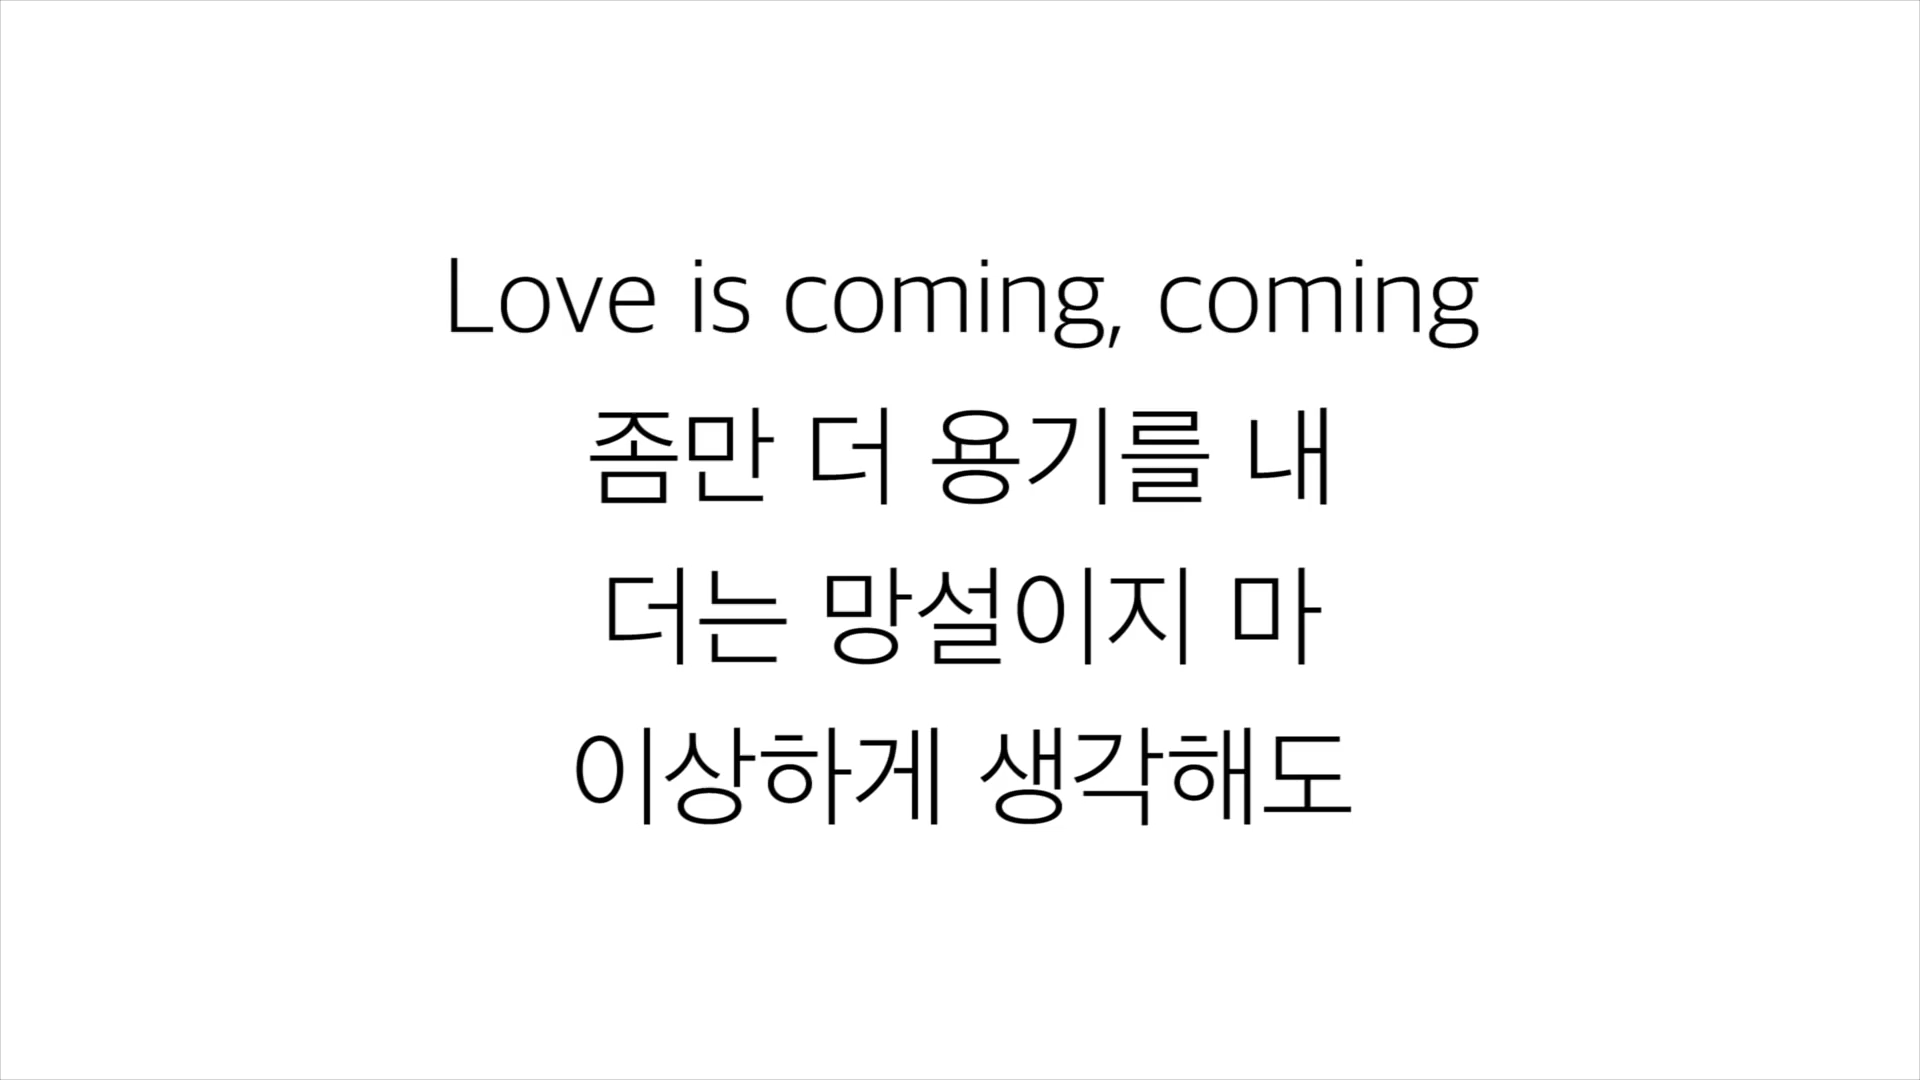 Love is coming, coming
좀만 더 용기를 내
더는 망설이지 마
이상하게 생각해도